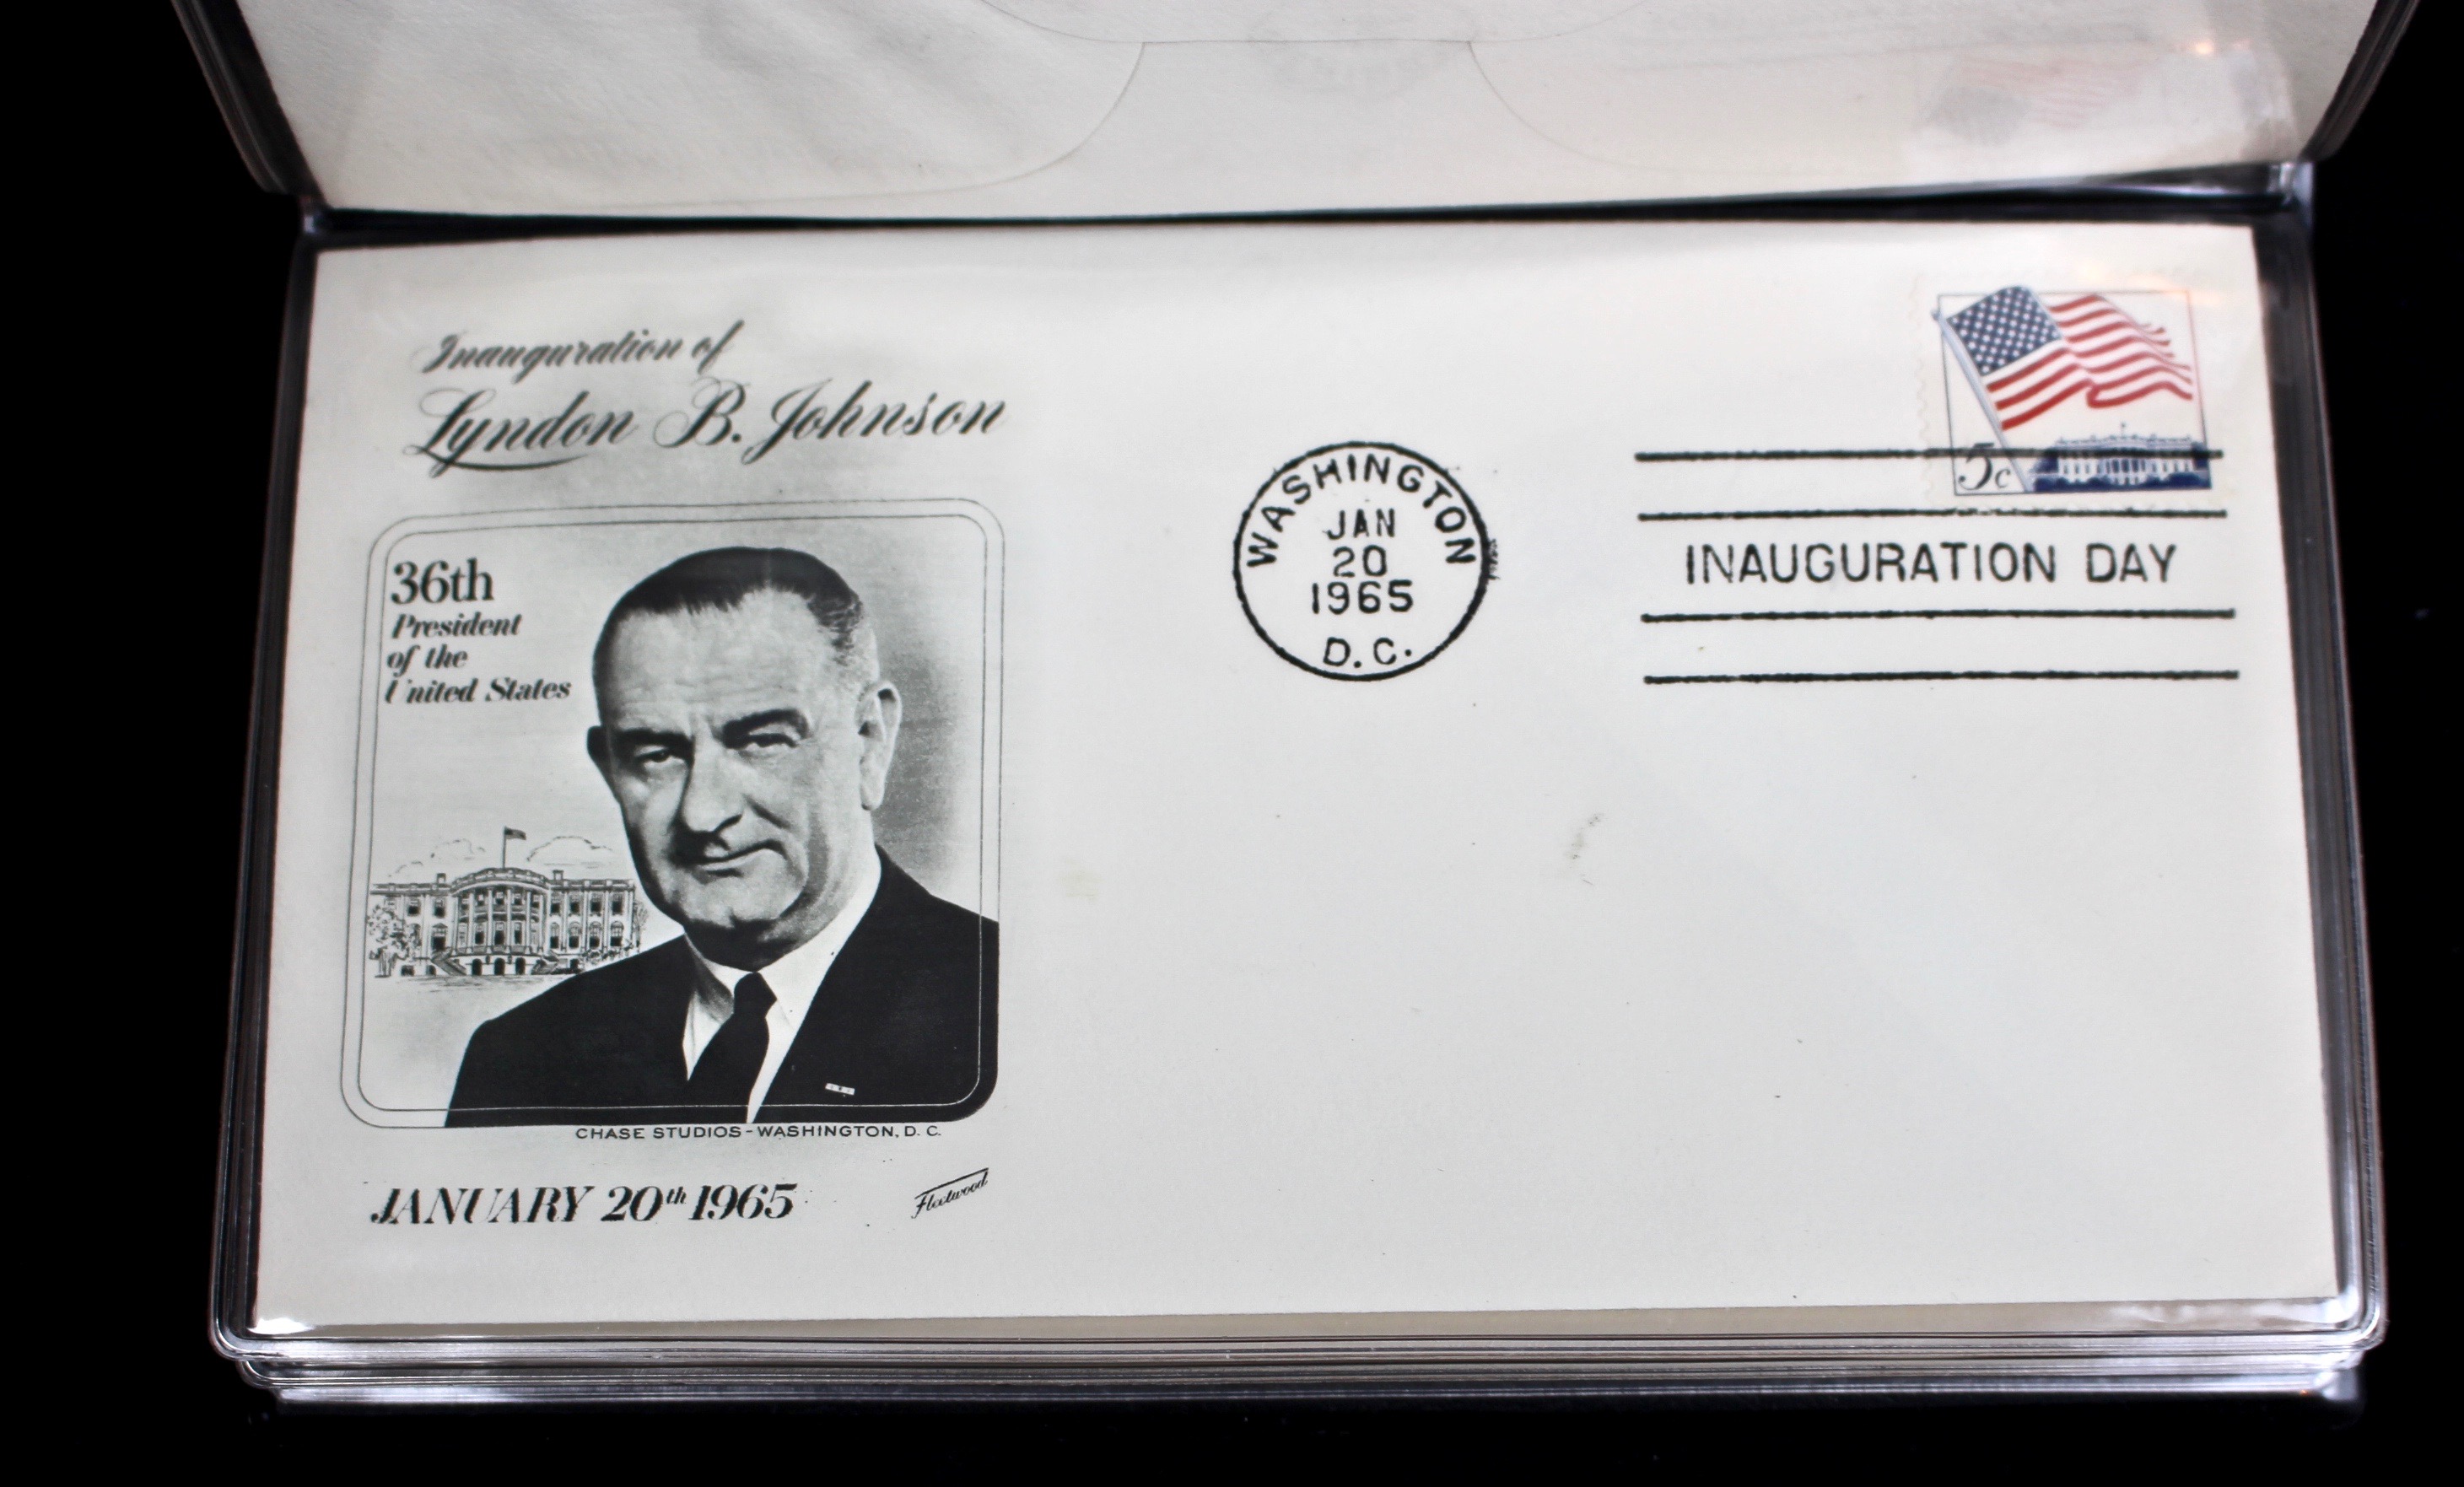 Inauguration of
Lyndon B. Johnson
36th
President
of the
United States
CHASE STUDIOS-WASHINGTON, D. C.
JANUARY 20th 1965
Fleetwood
WASHINGTON
JAN
20
1965
D.C.
5c
INAUGURATION DAY